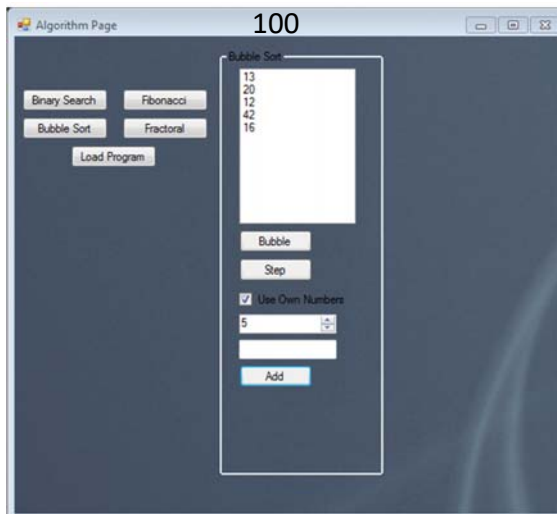 Algorithm Page
100
Bubble Sort
13
20
12
42
16
Binary Search Fibonacci
Bubble Sort Fractoral
Load Program
Bubble
Step
Use Own Numbers
5
Add